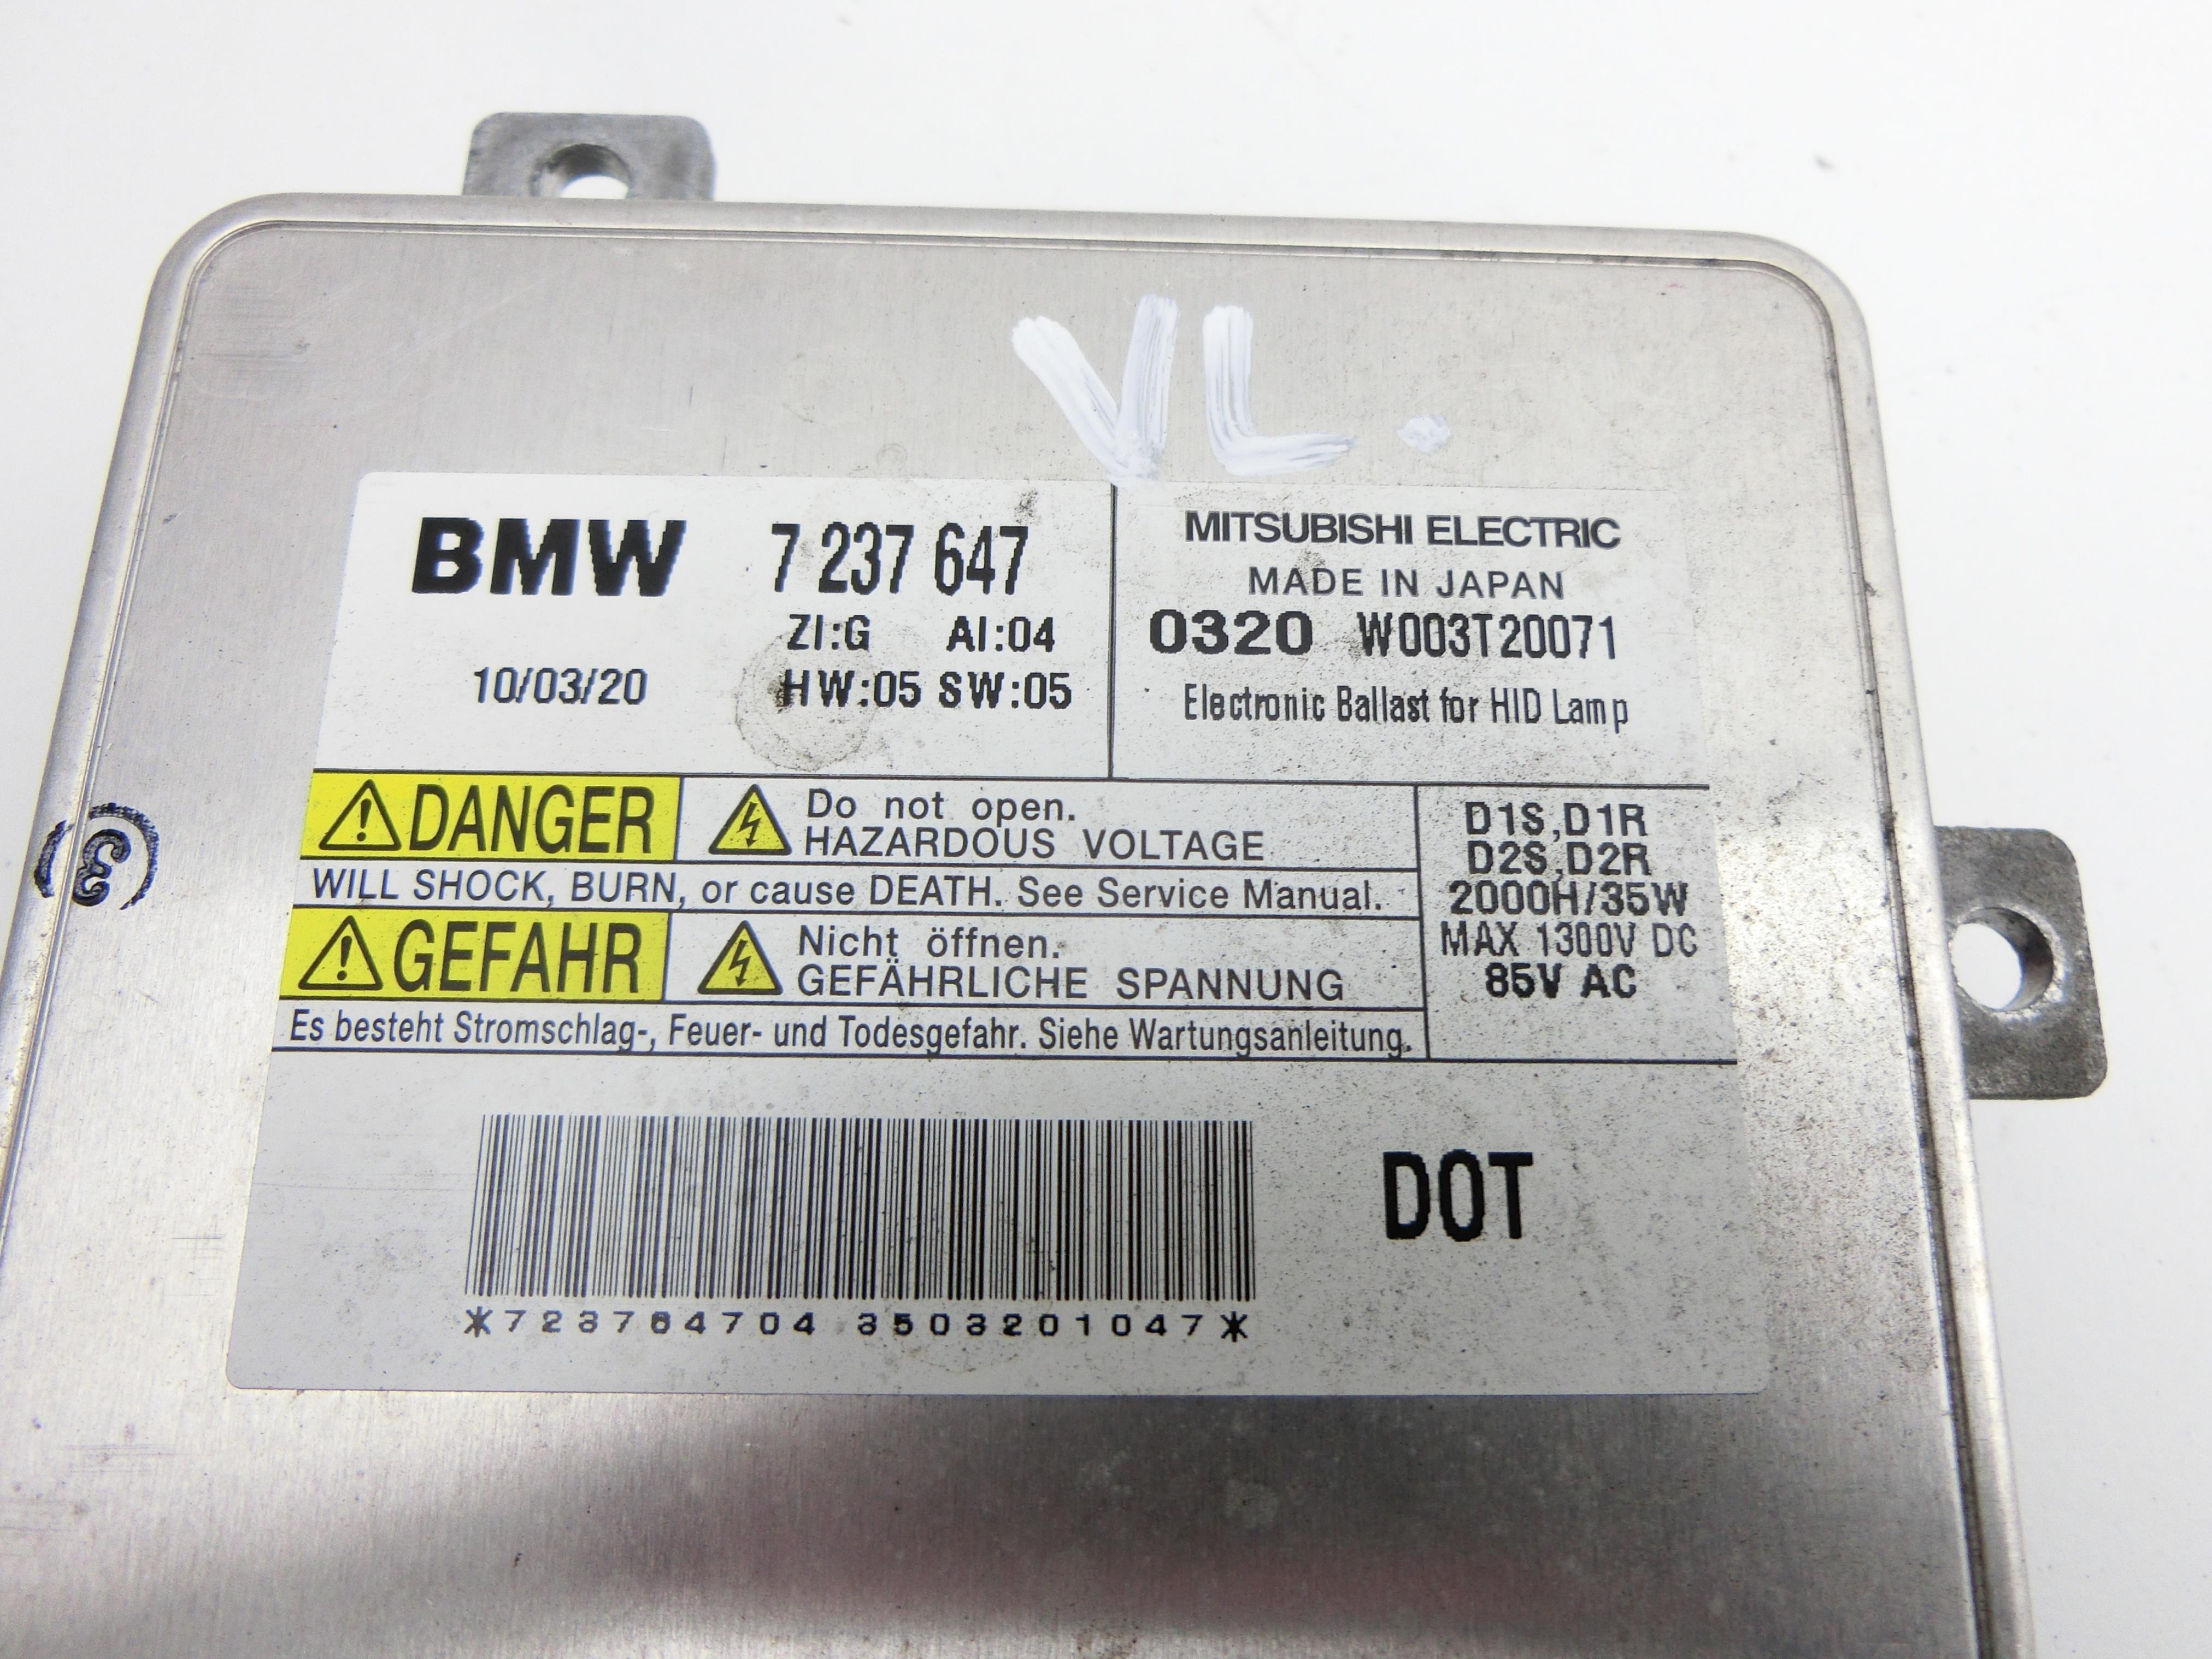 VL.
BMW 7 237 647
ZI:G AI:04
10/03/20 HW:05 SW:05
MITSUBISHI ELECTRIC
MADE IN JAPAN
0320 W003T20071
Electronic Ballast for HID Lamp
DANGER
Do not open.
HAZARDOUS VOLTAGE
WILL SHOCK, BURN, or cause DEATH. See Service Manual.
GEFAHR
Nicht öffnen.
GEFÄHRLICHE SPANNUNG
Es besteht Stromschlag-, Feuer- und Todesgefahr. Siehe Wartungsanleitung.
D1S,D1R
D2S,D2R
2000H/35W
MAX 1300V DC
85V AC
(3)
DOT
*723764704 3503201047*